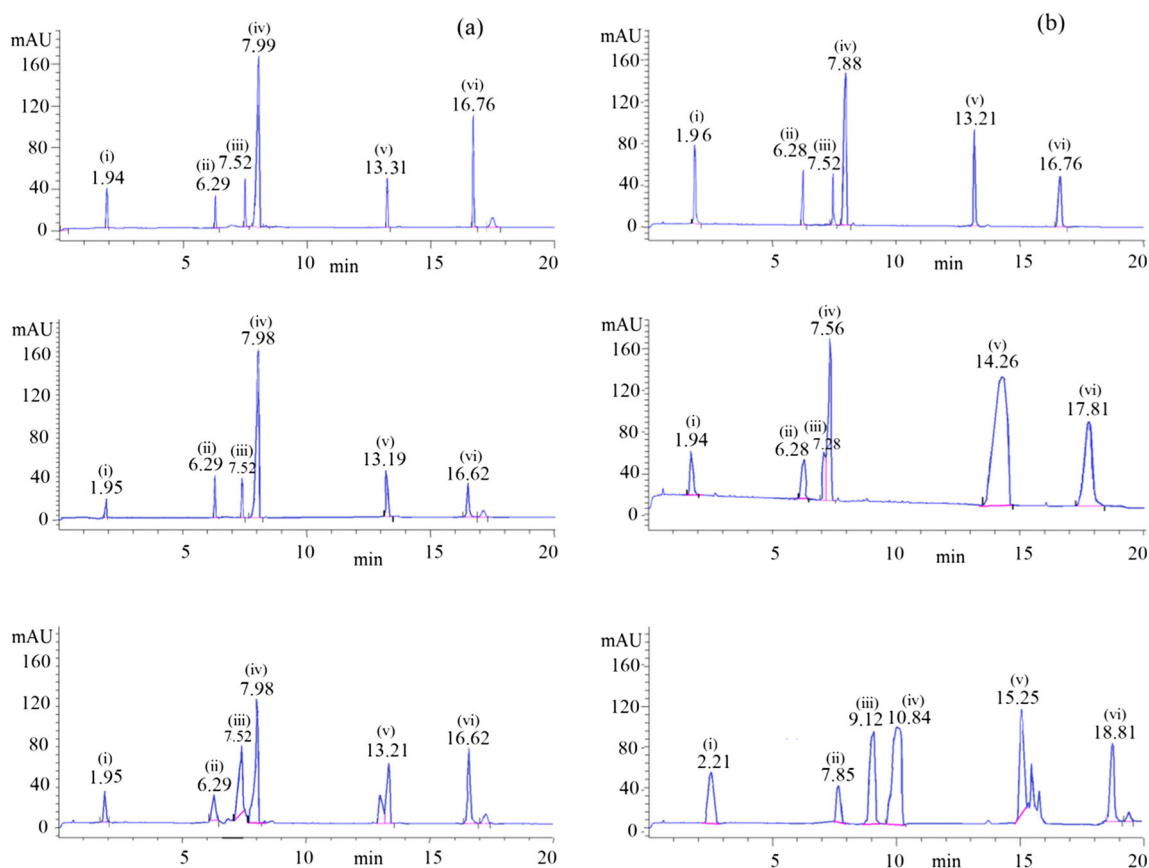 (a)
mAU
160
120
80
40
0
(i)
1.94
(ii)
6.29
(iii)
7.52
(iv)
7.99
(v)
13.31
(vi)
16.76
5
10
15
20
min
(b)
mAU
160
120
80
40
0
(i)
1.96
(ii)
6.28
(iii)
7.52
(iv)
7.88
(v)
13.21
(vi)
16.76
5
10
15
20
min
mAU
160
120
80
40
0
(i)
1.95
(ii)
6.29
(iii)
7.52
(iv)
7.98
(v)
13.19
(vi)
16.62
5
10
15
20
min
mAU
160
120
80
40
0
(i)
1.94
(ii)
6.28
(iii)
7.28
(iv)
7.56
(v)
14.26
(vi)
17.81
5
10
15
20
min
mAU
160
120
80
40
0
(i)
1.95
(ii)
6.29
(iii)
7.52
(iv)
7.98
(v)
13.21
(vi)
16.62
5
10
15
20
min
mAU
160
120
80
40
0
(i)
2.21
(ii)
7.85
(iii)
9.12
(iv)
10.84
(v)
15.25
(vi)
18.81
5
10
15
20
min